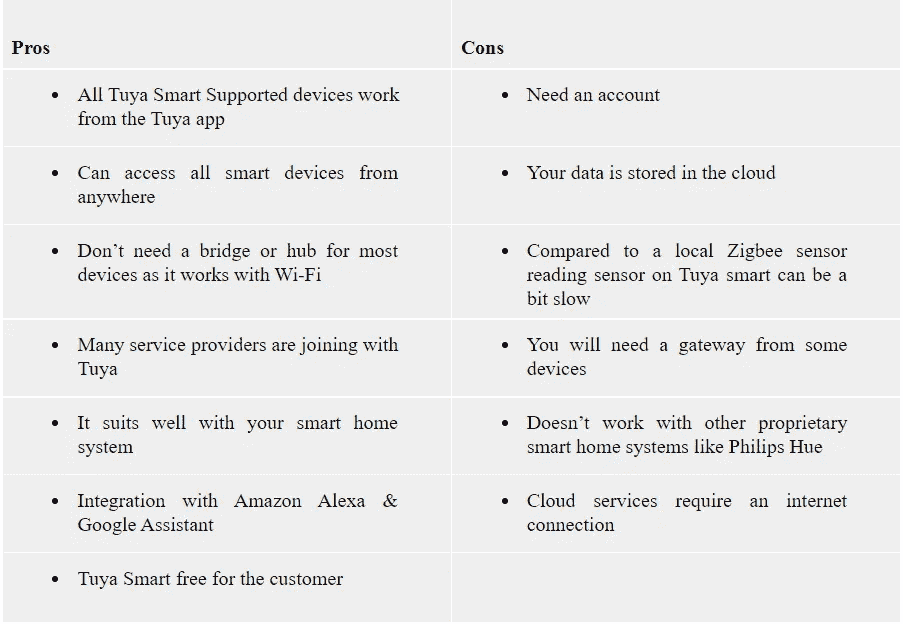 Pros
Cons
All Tuya Smart Supported devices work
from the Tuya app
Need an account
Can access all smart devices from
anywhere
Your data is stored in the cloud
Don’t need a bridge or hub for most
devices as it works with Wi-Fi
Compared to a local Zigbee sensor
reading sensor on Tuya smart can be a
bit slow
Many service providers are joining with
Tuya
You will need a gateway from some
devices
It suits well with your smart home
system
Doesn’t work with other proprietary
smart home systems like Philips Hue
Integration with Amazon Alexa &
Google Assistant
Cloud services require an internet
connection
Tuya Smart free for the customer